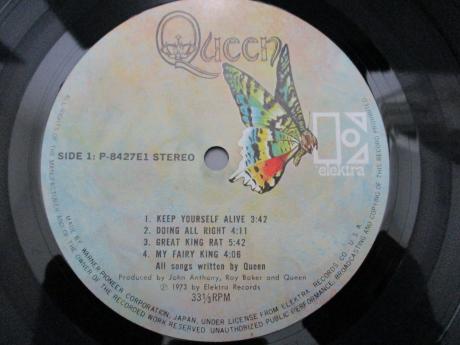 Queen
SIDE 1: P-8427E1 STEREO
elektra
1. KEEP YOURSELF ALIVE 3:42
2. DOING ALL RIGHT 4:11
3. GREAT KING RAT 5:42
4. MY FAIRY KING 4:06
All songs written by Queen
Produced by John Anthony, Roy Baker and Queen
Ⓟ 1973 by Elektra Records
33⅓RPM
MADE BY WARNER-PIONEER CORPORATION, JAPAN, UNDER LICENSE FROM ELEKTRA RECORDS CO., U.S.A.
ALL RIGHTS OF THE MANUFACTURER AND OF THE OWNER OF THE RECORDED WORK RESERVED UNAUTHORIZED PUBLIC PERFORMANCE, BROADCASTING AND COPYING OF THIS RECORD PROHIBITED